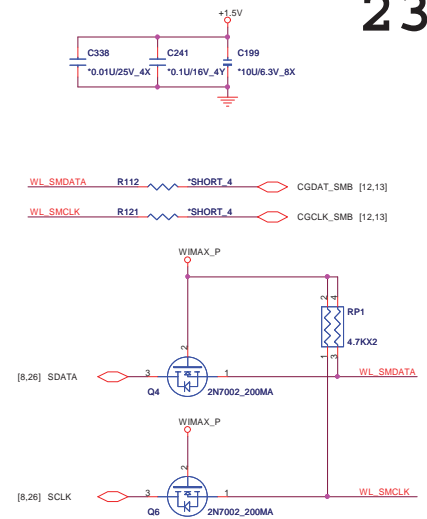 23
+1.5V
C338 C241 C199
*0.01U/25V_4X *0.1U/16V_4Y *10U/6.3V_8X
WL_SMDATA R112 *SHORT_4 CGDAT_SMB [12,13]
WL_SMCLK R121 *SHORT_4 CGCLK_SMB [12,13]
WIMAX_P
2 4
RP1
4.7KX2
1 3
2
[8,26] SDATA 3 1 WL_SMDATA
Q4 2N7002_200MA
WIMAX_P
2
[8,26] SCLK 3 1 WL_SMCLK
Q6 2N7002_200MA